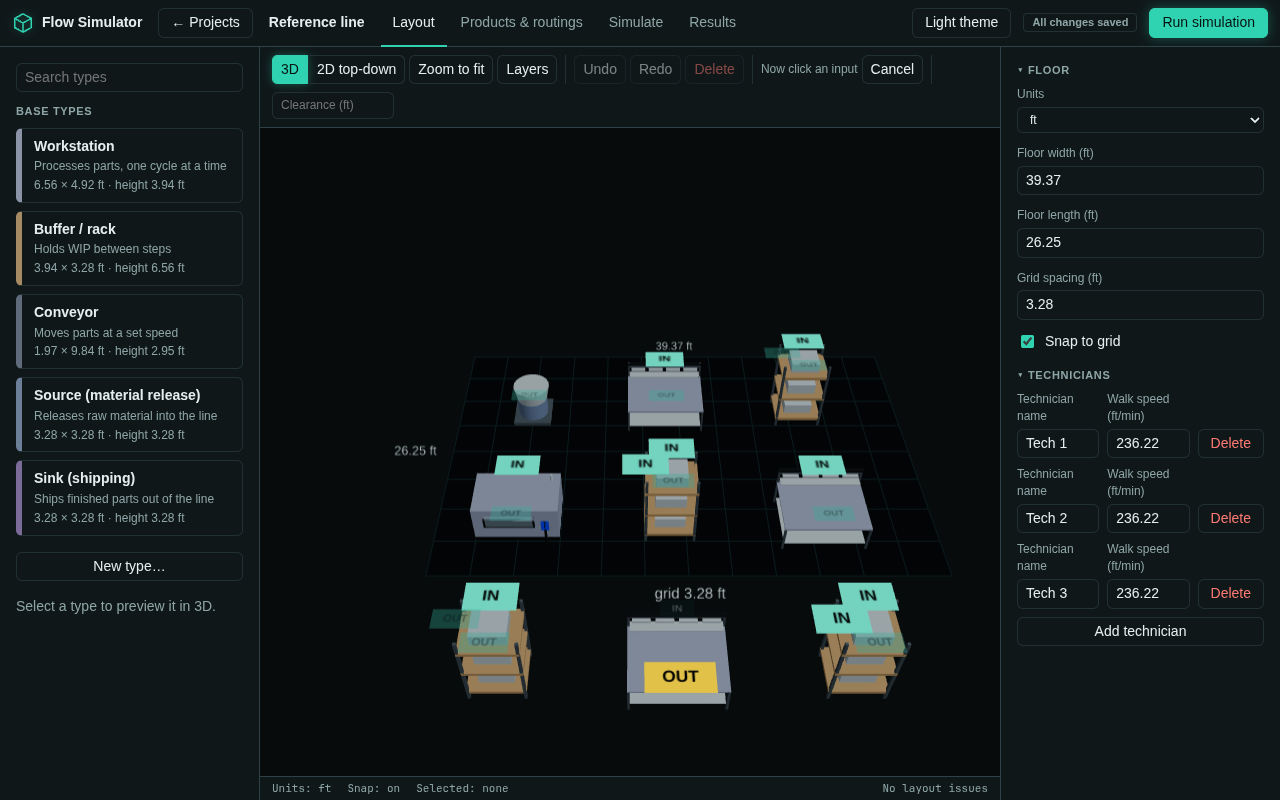 Flow Simulator
← Projects
Reference line
Layout
Products & routings
Simulate
Results
Light theme
All changes saved
Run simulation
Search types
BASE TYPES
Workstation
Processes parts, one cycle at a time
6.56 × 4.92 ft · height 3.94 ft
Buffer / rack
Holds WIP between steps
3.94 × 3.28 ft · height 6.56 ft
Conveyor
Moves parts at a set speed
1.97 × 9.84 ft · height 2.95 ft
Source (material release)
Releases raw material into the line
3.28 × 3.28 ft · height 3.28 ft
Sink (shipping)
Ships finished parts out of the line
3.28 × 3.28 ft · height 3.28 ft
New type…
Select a type to preview it in 3D.
3D
2D top-down
Zoom to fit
Layers
Undo
Redo
Delete
Now click an input
Cancel
Clearance (ft)
39.37 ft
IN
IN
OUT
OUT
OUT
26.25 ft
IN
IN
IN
IN
OUT
OUT
OUT
IN
grid 3.28 ft
IN
IN
IN
OUT
OUT
OUT
OUT
Units: ft
Snap: on
Selected: none
No layout issues
FLOOR
Units
ft
Floor width (ft)
39.37
Floor length (ft)
26.25
Grid spacing (ft)
3.28
Snap to grid
TECHNICIANS
Technician name
Walk speed (ft/min)
Tech 1
236.22
Delete
Technician name
Walk speed (ft/min)
Tech 2
236.22
Delete
Technician name
Walk speed (ft/min)
Tech 3
236.22
Delete
Add technician